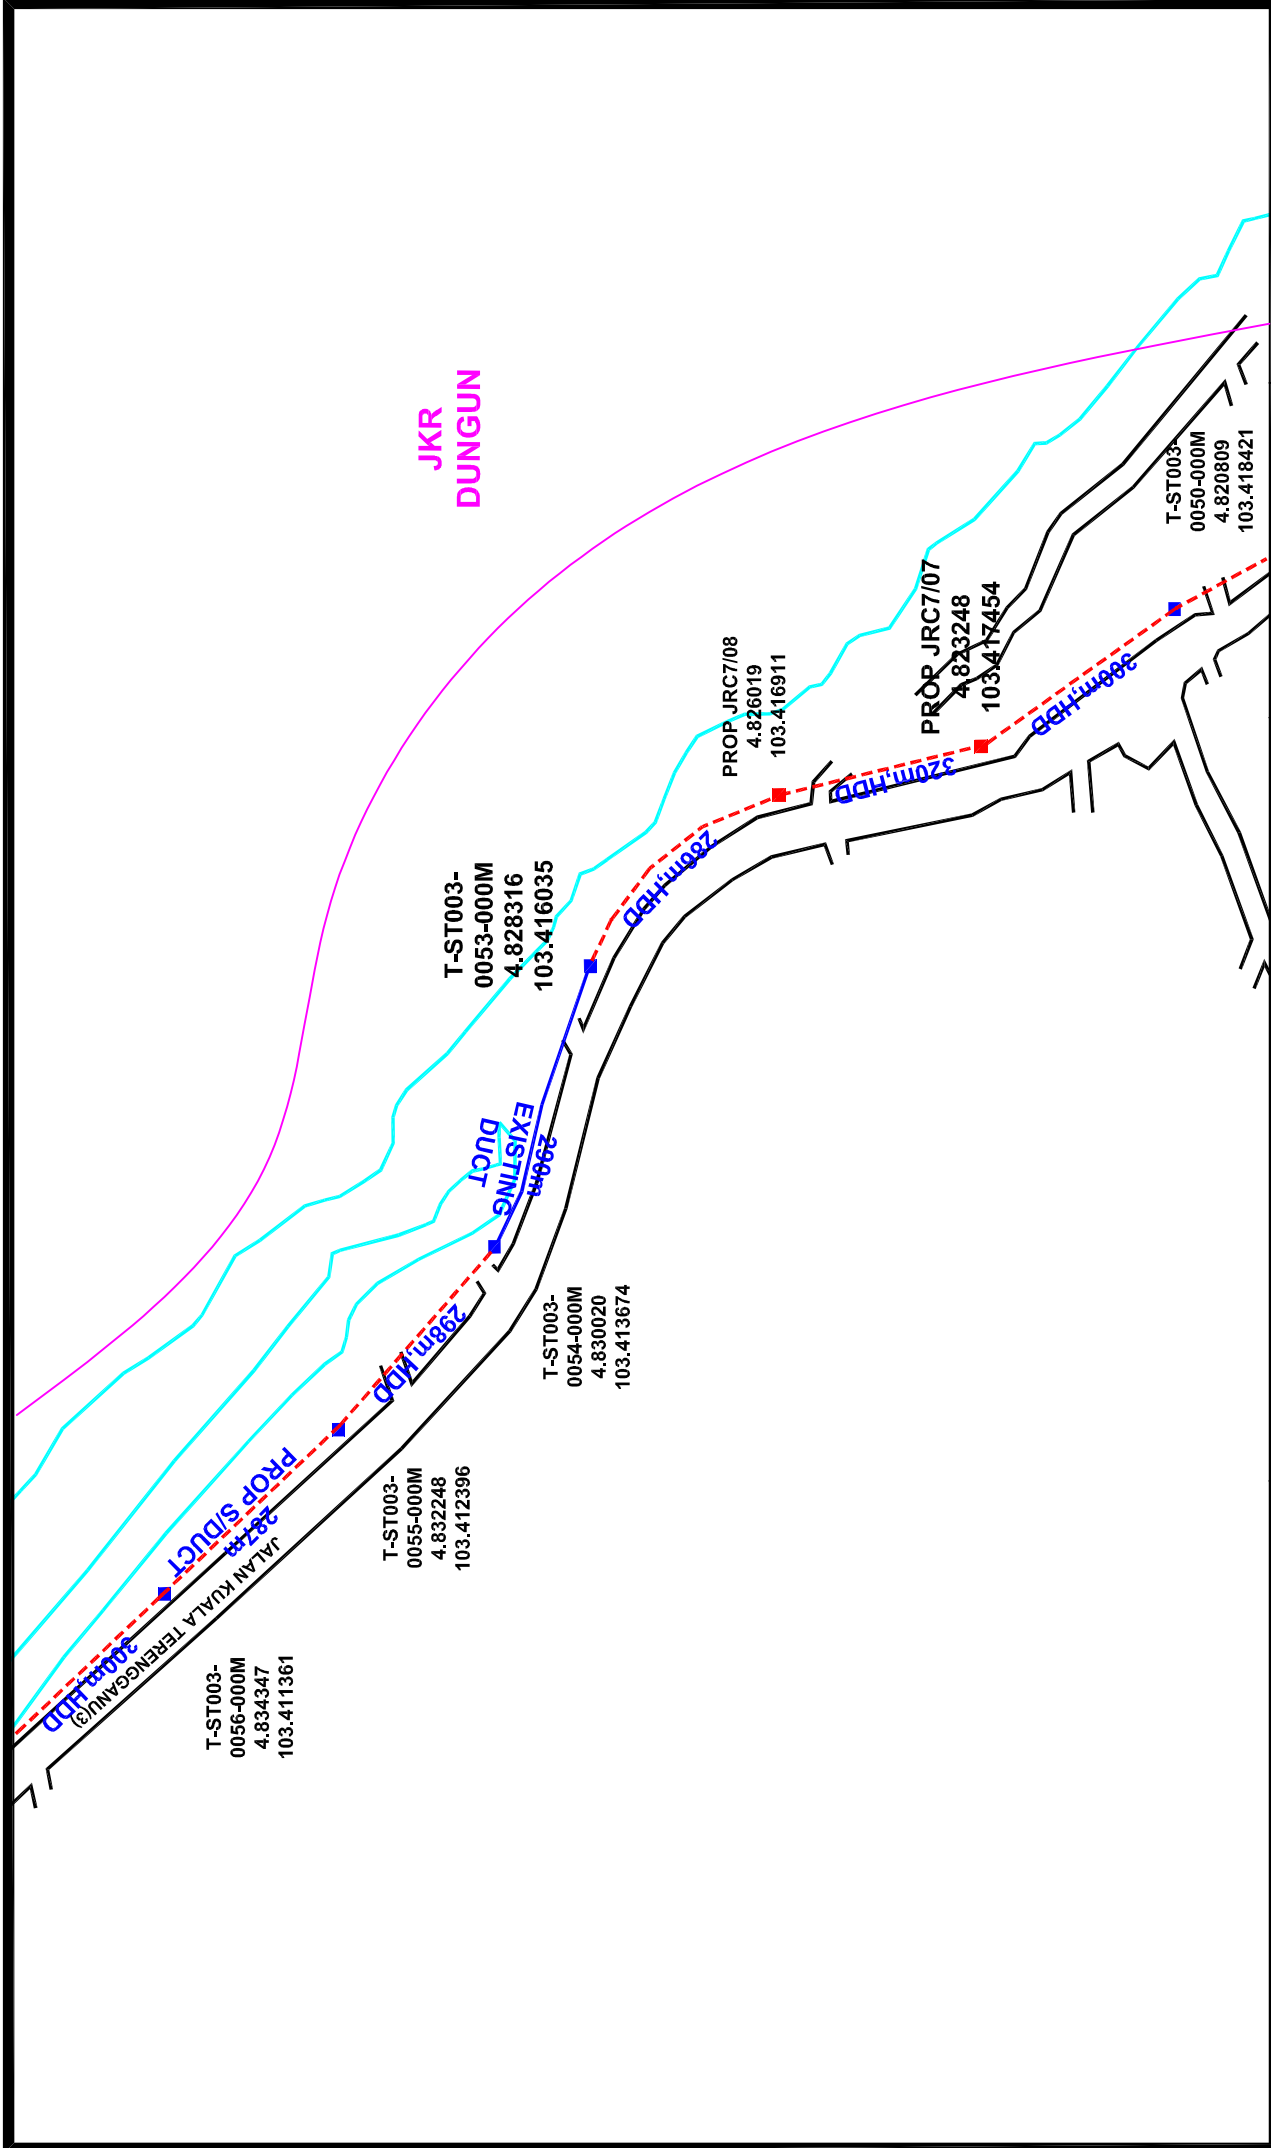 JKR
DUNGUN
T-ST003-
0050-000M
4.820809
103.418421
PROP JRC7/07
4.823248
103.417454
300m,HDD
PROP JRC7/08
4.826019
103.416911
320m,HDD
286m,HDD
T-ST003-
0053-000M
4.828316
103.416035
EXISTING
DUCT
290m
T-ST003-
0054-000M
4.830020
103.413674
298m,HDD
T-ST003-
0055-000M
4.832248
103.412396
PROP S/DUCT
287m
JALAN KUALA TERENGGANU(3)
T-ST003-
0056-000M
4.834347
103.411361
300m,HDD